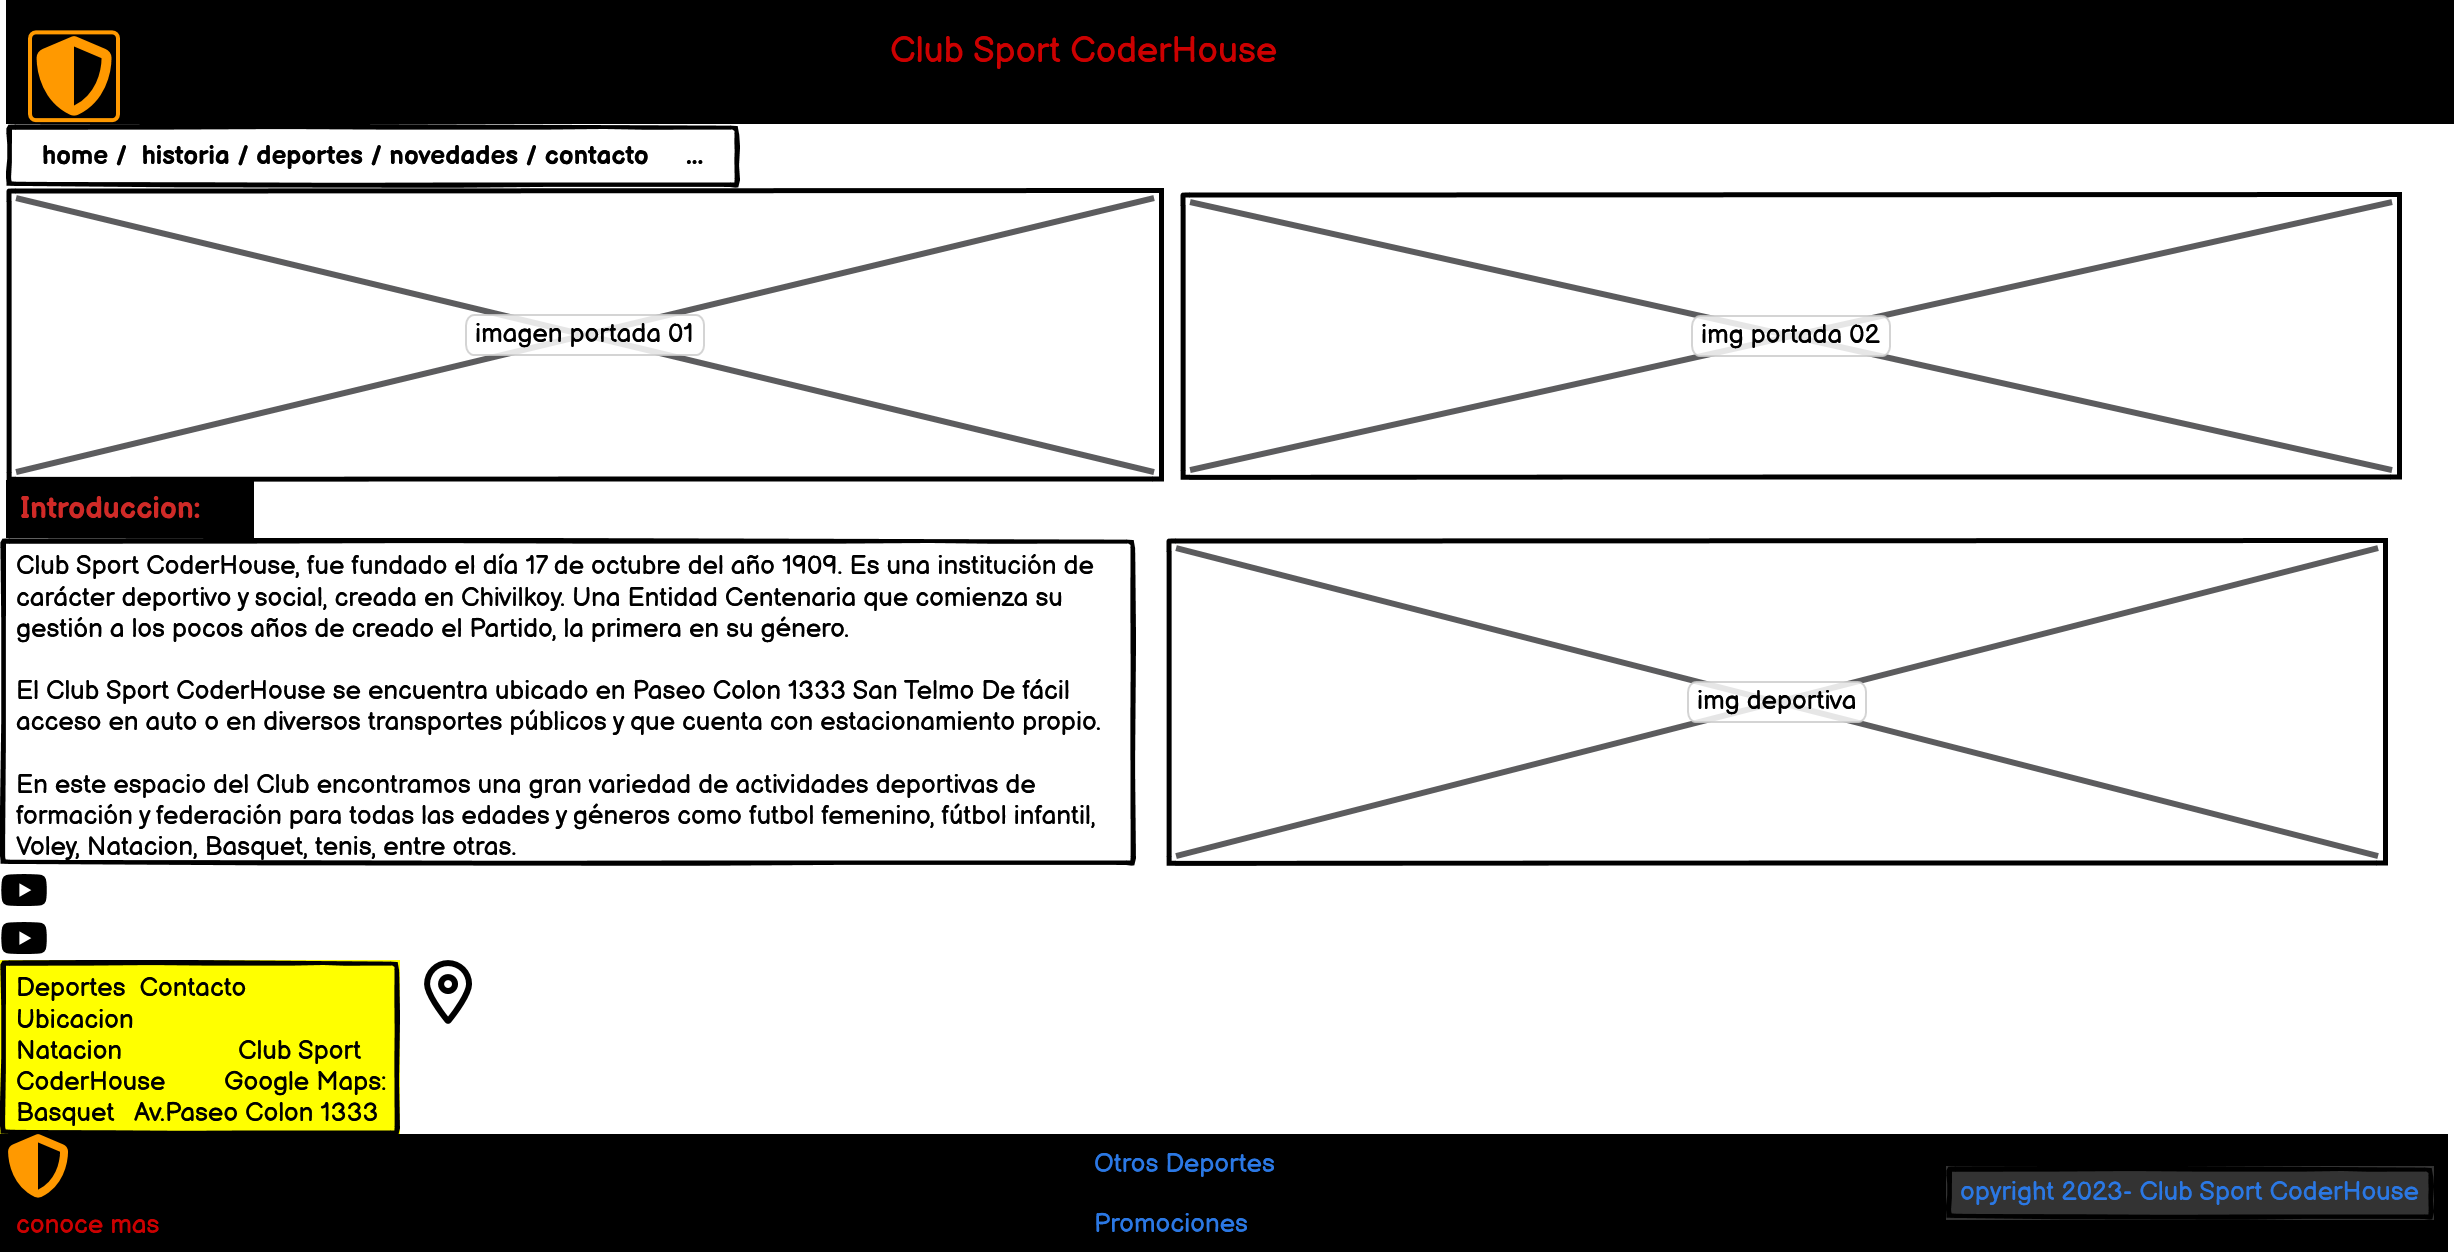 Club Sport CoderHouse
home / historia / deportes / novedades / contacto ...
imagen portada 01
img portada 02
Introduccion:
Club Sport CoderHouse, fue fundado el día 17 de octubre del año 1909. Es una institución de
carácter deportivo y social, creada en Chivilkoy. Una Entidad Centenaria que comienza su
gestión a los pocos años de creado el Partido, la primera en su género.
El Club Sport CoderHouse se encuentra ubicado en Paseo Colon 1333 San Telmo De fácil
acceso en auto o en diversos transportes públicos y que cuenta con estacionamiento propio.
En este espacio del Club encontramos una gran variedad de actividades deportivas de
formación y federación para todas las edades y géneros como futbol femenino, fútbol infantil,
Voley, Natacion, Basquet, tenis, entre otras.
img deportiva
Deportes Contacto
Ubicacion
Natacion Club Sport
CoderHouse Google Maps:
Basquet Av.Paseo Colon 1333
conoce mas
Otros Deportes
Promociones
opyright 2023- Club Sport CoderHouse